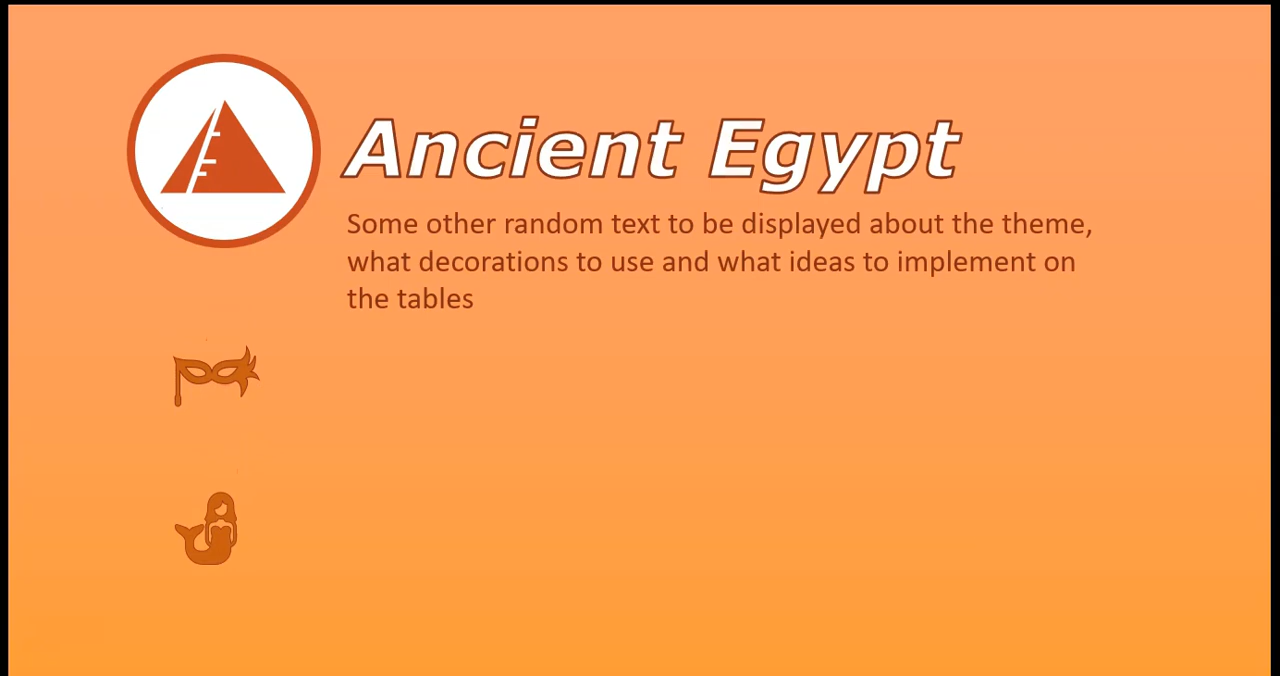 Ancient Egypt
Some other random text to be displayed about the theme,
what decorations to use and what ideas to implement on
the tables